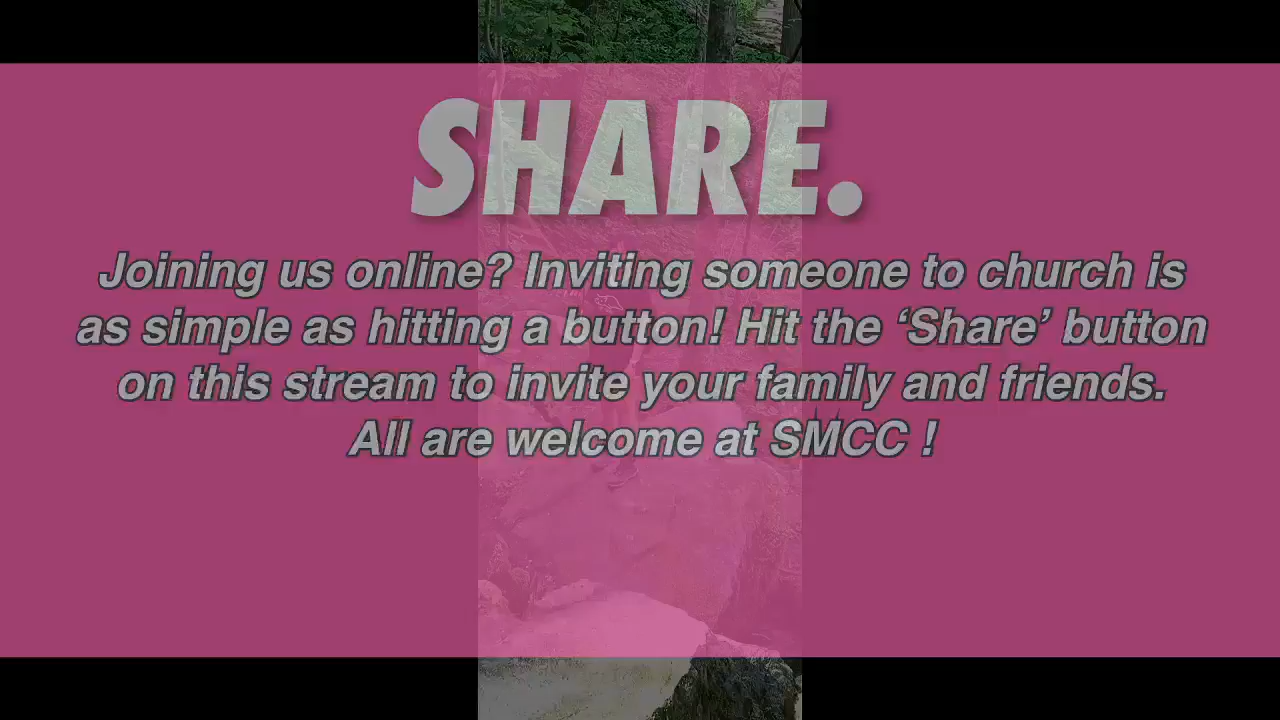 SHARE.
Joining us online? Inviting someone to church is
as simple as hitting a button! Hit the ‘Share’ button
on this stream to invite your family and friends.
All are welcome at SMCC !